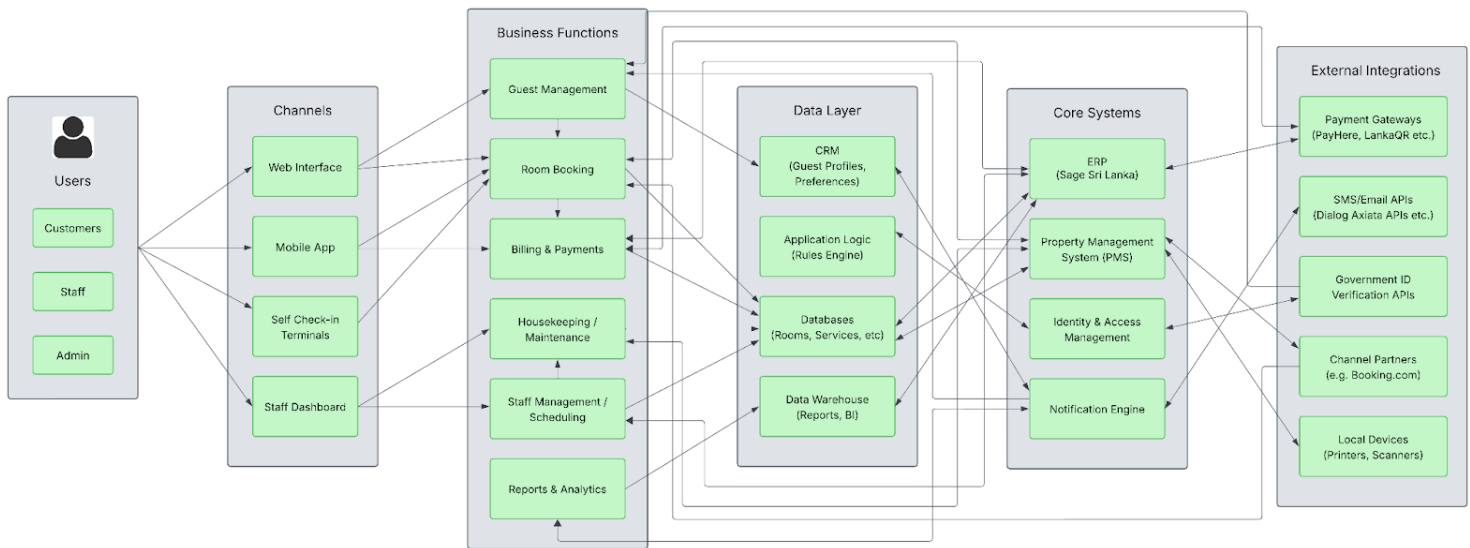 Users
Customers
Staff
Admin
Channels
Web Interface
Mobile App
Self Check-in
Terminals
Staff Dashboard
Business Functions
Guest Management
Room Booking
Billing & Payments
Housekeeping /
Maintenance
Staff Management /
Scheduling
Reports & Analytics
Data Layer
CRM
(Guest Profiles,
Preferences)
Application Logic
(Rules Engine)
Databases
(Rooms, Services, etc)
Data Warehouse
(Reports, BI)
Core Systems
ERP
(Sage Sri Lanka)
Property Management
System (PMS)
Identity & Access
Management
Notification Engine
External Integrations
Payment Gateways
(PayHere, LankaQR etc.)
SMS/Email APIs
(Dialog Axiata APIs etc.)
Government ID
Verification APIs
Channel Partners
(e.g. Booking.com)
Local Devices
(Printers, Scanners)